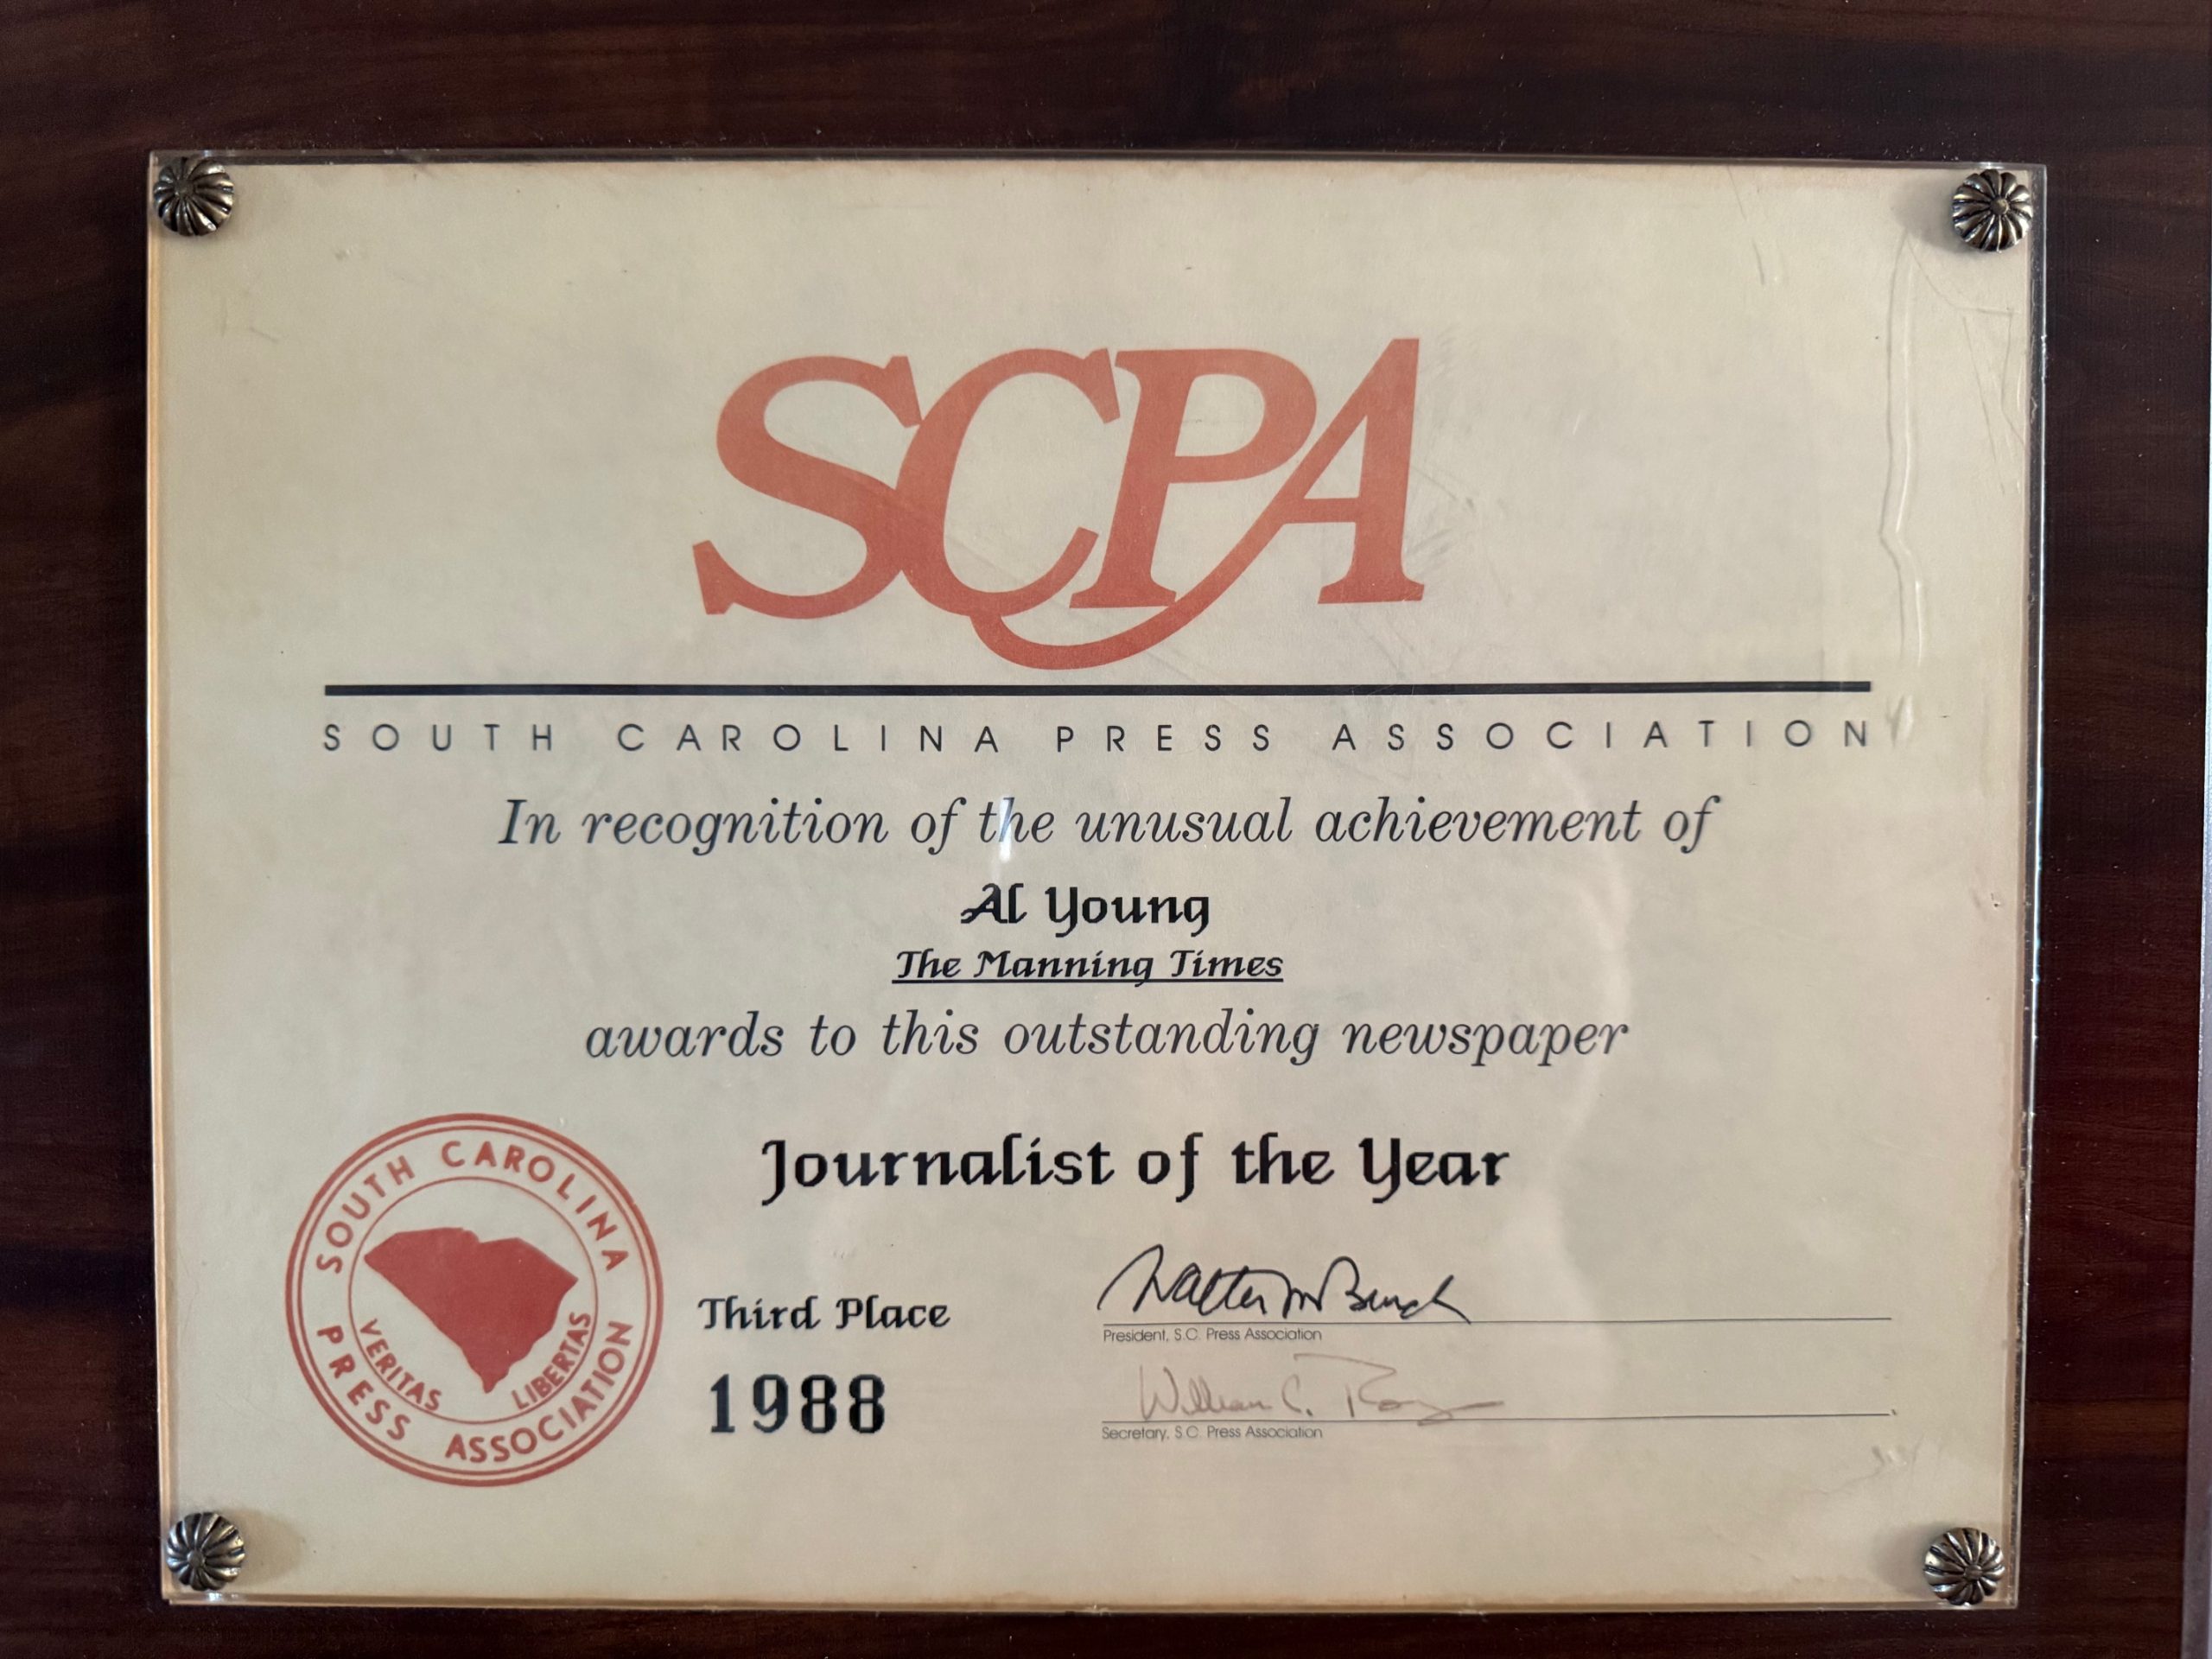 SCPA
SOUTH CAROLINA PRESS ASSOCIATION
In recognition of the unusual achievement of
Al Young
The Manning Times
awards to this outstanding newspaper
Journalist of the Year
SOUTH CAROLINA
PRESS ASSOCIATION
VERITAS LIBERTAS
Third Place
1988
Walter M
President, S.C. Press Association
William C.
Secretary, S.C. Press Association